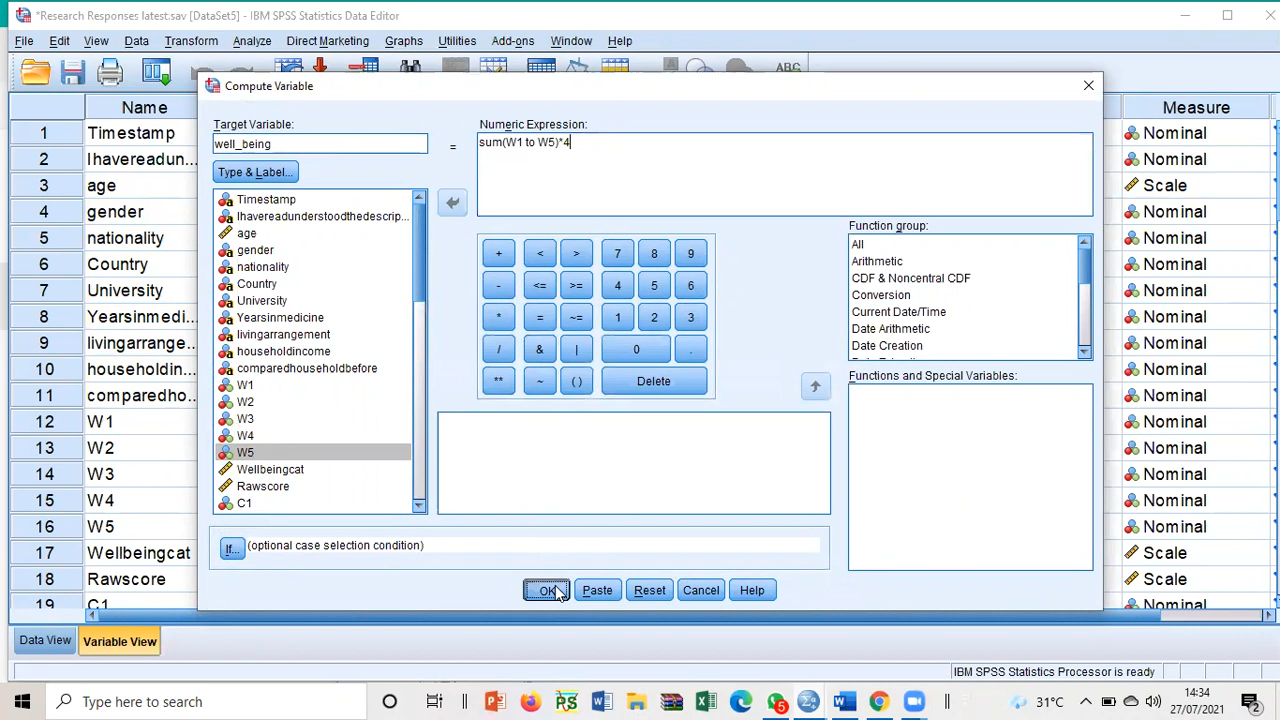 *Research Responses latest.sav [DataSet5] - IBM SPSS Statistics Data Editor
File Edit View Data Transform Analyze Direct Marketing Graphs Utilities Add-ons Window Help
Compute Variable
Target Variable:
well_being
=
Numeric Expression:
sum(W1 to W5)*4
Type & Label...
Timestamp
Ihavereadunderstoodthedescrip...
age
gender
nationality
Country
University
Yearsinmedicine
livingarrangement
householdincome
comparedhouseholdbefore
W1
W2
W3
W4
W5
Wellbeingcat
Rawscore
C1
+ < > 7 8 9
- <= >= 4 5 6
* = ~= 1 2 3
/ & | 0 .
** ~ ( ) Delete
Function group:
All
Arithmetic
CDF & Noncentral CDF
Conversion
Current Date/Time
Date Arithmetic
Date Creation
Functions and Special Variables:
If... (optional case selection condition)
OK Paste Reset Cancel Help
Name Measure
1 Timestamp Nominal
2 Ihavereadun... Nominal
3 age Scale
4 gender Nominal
5 nationality Nominal
6 Country Nominal
7 University Nominal
8 Yearsinmedi... Nominal
9 livingarrange... Nominal
10 householdin... Nominal
11 comparedho... Nominal
12 W1 Nominal
13 W2 Nominal
14 W3 Nominal
15 W4 Nominal
16 W5 Nominal
17 Wellbeingcat Scale
18 Rawscore Scale
19 C1 Nominal
Data View Variable View
IBM SPSS Statistics Processor is ready
Type here to search
5
31°C
14:34
27/07/2021
2